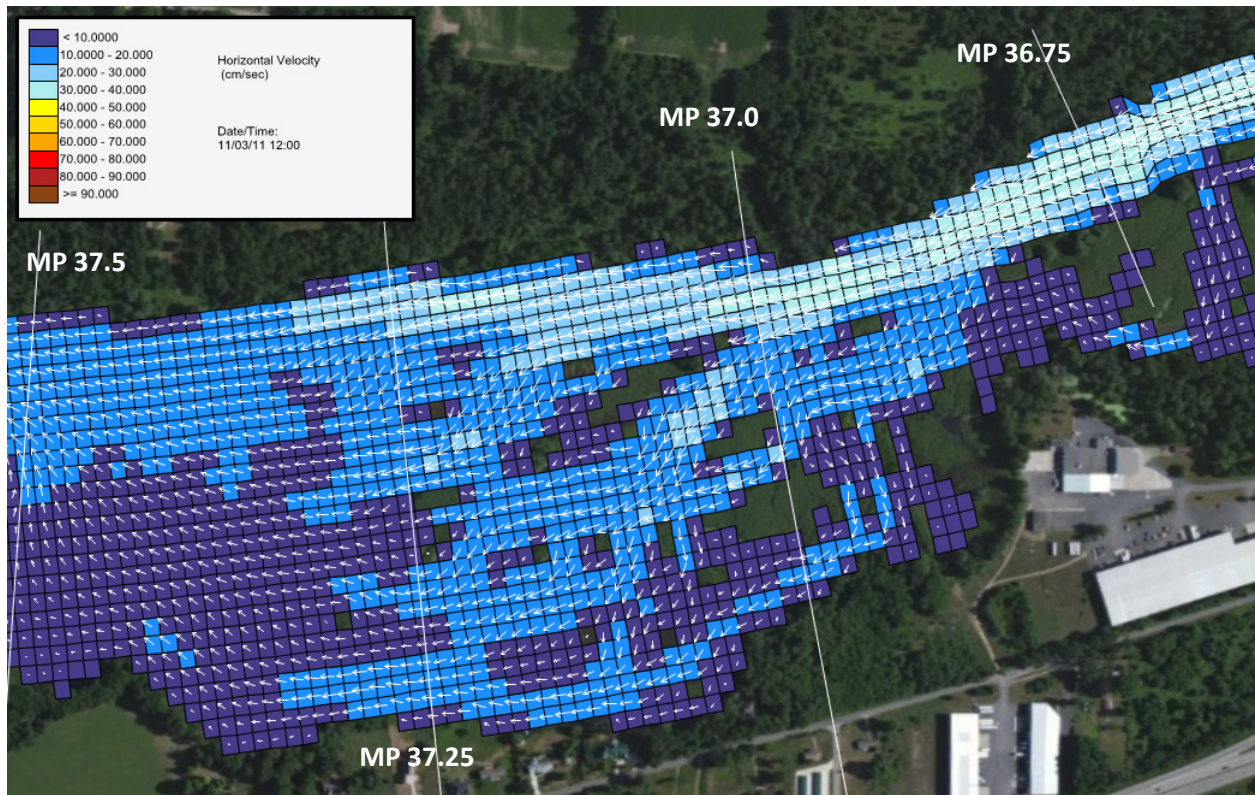 < 10.0000
10.0000 - 20.000
20.000 - 30.000
30.000 - 40.000
40.000 - 50.000
50.000 - 60.000
60.000 - 70.000
70.000 - 80.000
80.000 - 90.000
>= 90.000
Horizontal Velocity
(cm/sec)
Date/Time:
11/03/11 12:00
MP 36.75
MP 37.0
MP 37.5
MP 37.25